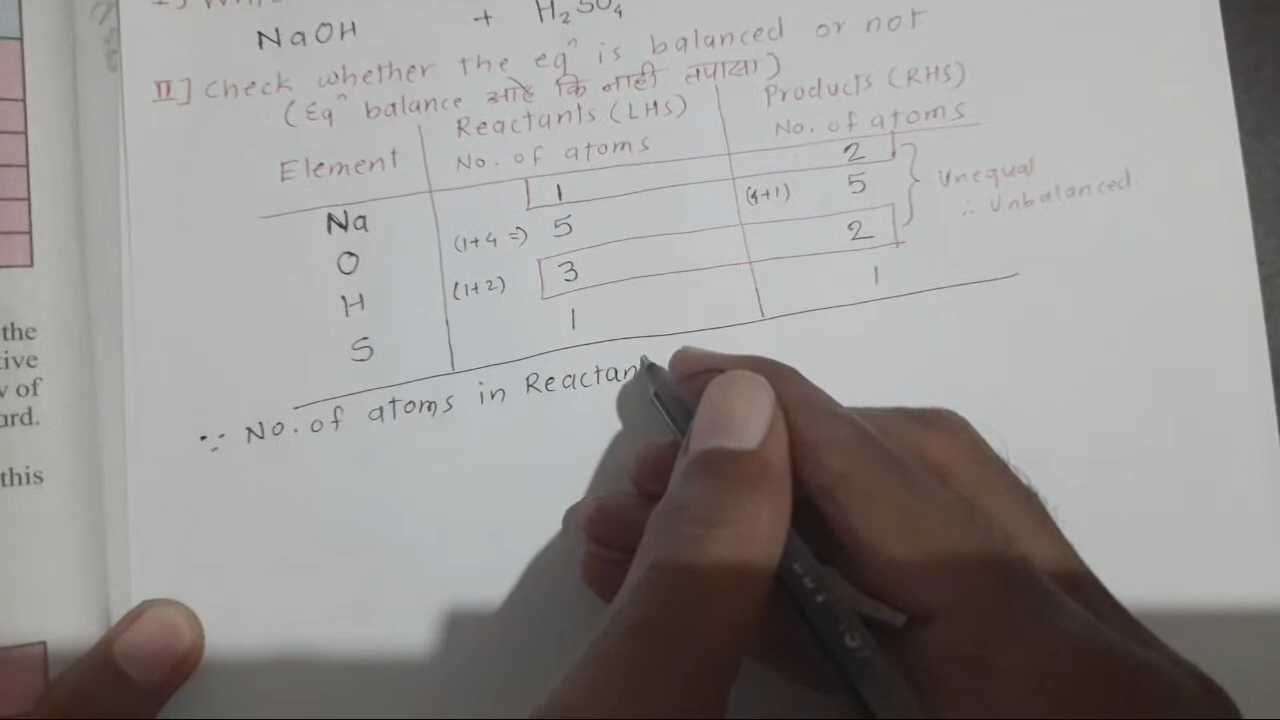 NaOH + H₂SO₄
II] Check whether the eqⁿ is balanced or not
(Eqⁿ balance आहे कि नाही तपासा)
Element Reactants (LHS) No. of atoms Products (RHS) No. of atoms
Na 1 2
O (1+4 =) 5 (4+1) 5
H (1+2) 3 2
S 1 1
} Unequal
∴ Unbalanced
∵ No. of atoms in Reactan
the
ive
of
ard.
this